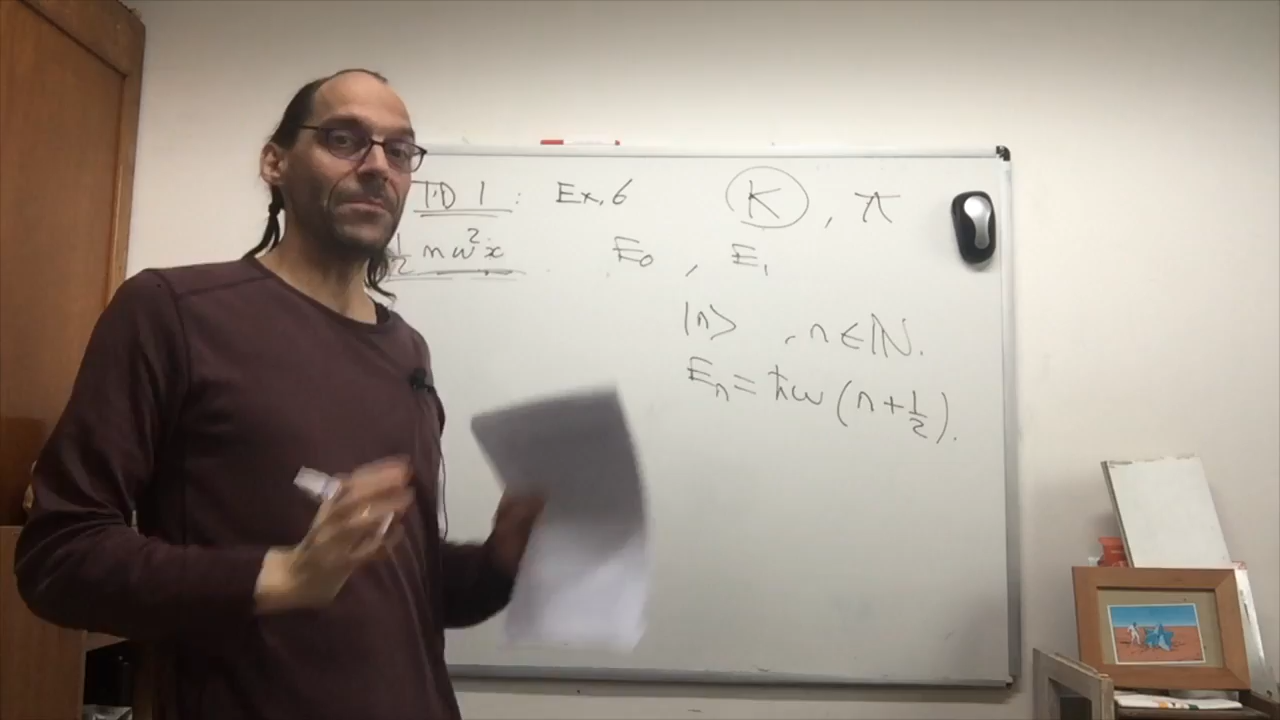 TD 1 : Ex. 6
K, π
½ mω²x
E₀, E₁
|n⟩, n ∈ ℕ.
Eₙ = ħω (n + ½).